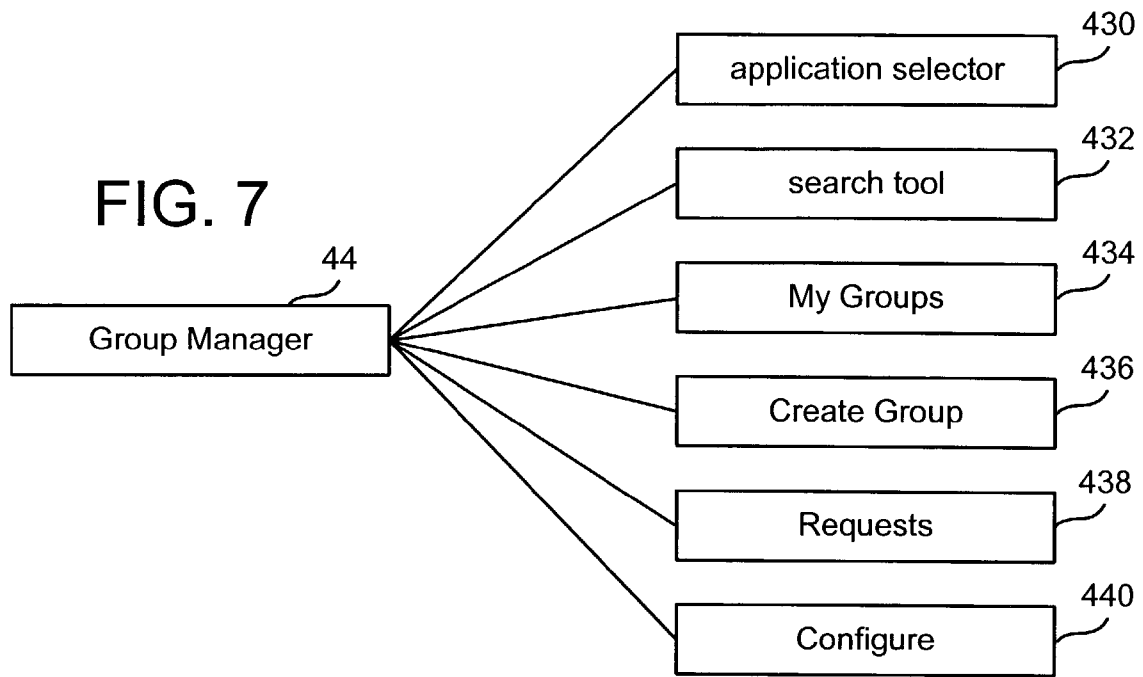 430
application selector
432
search tool
FIG. 7
44
Group Manager
434
My Groups
436
Create Group
438
Requests
440
Configure